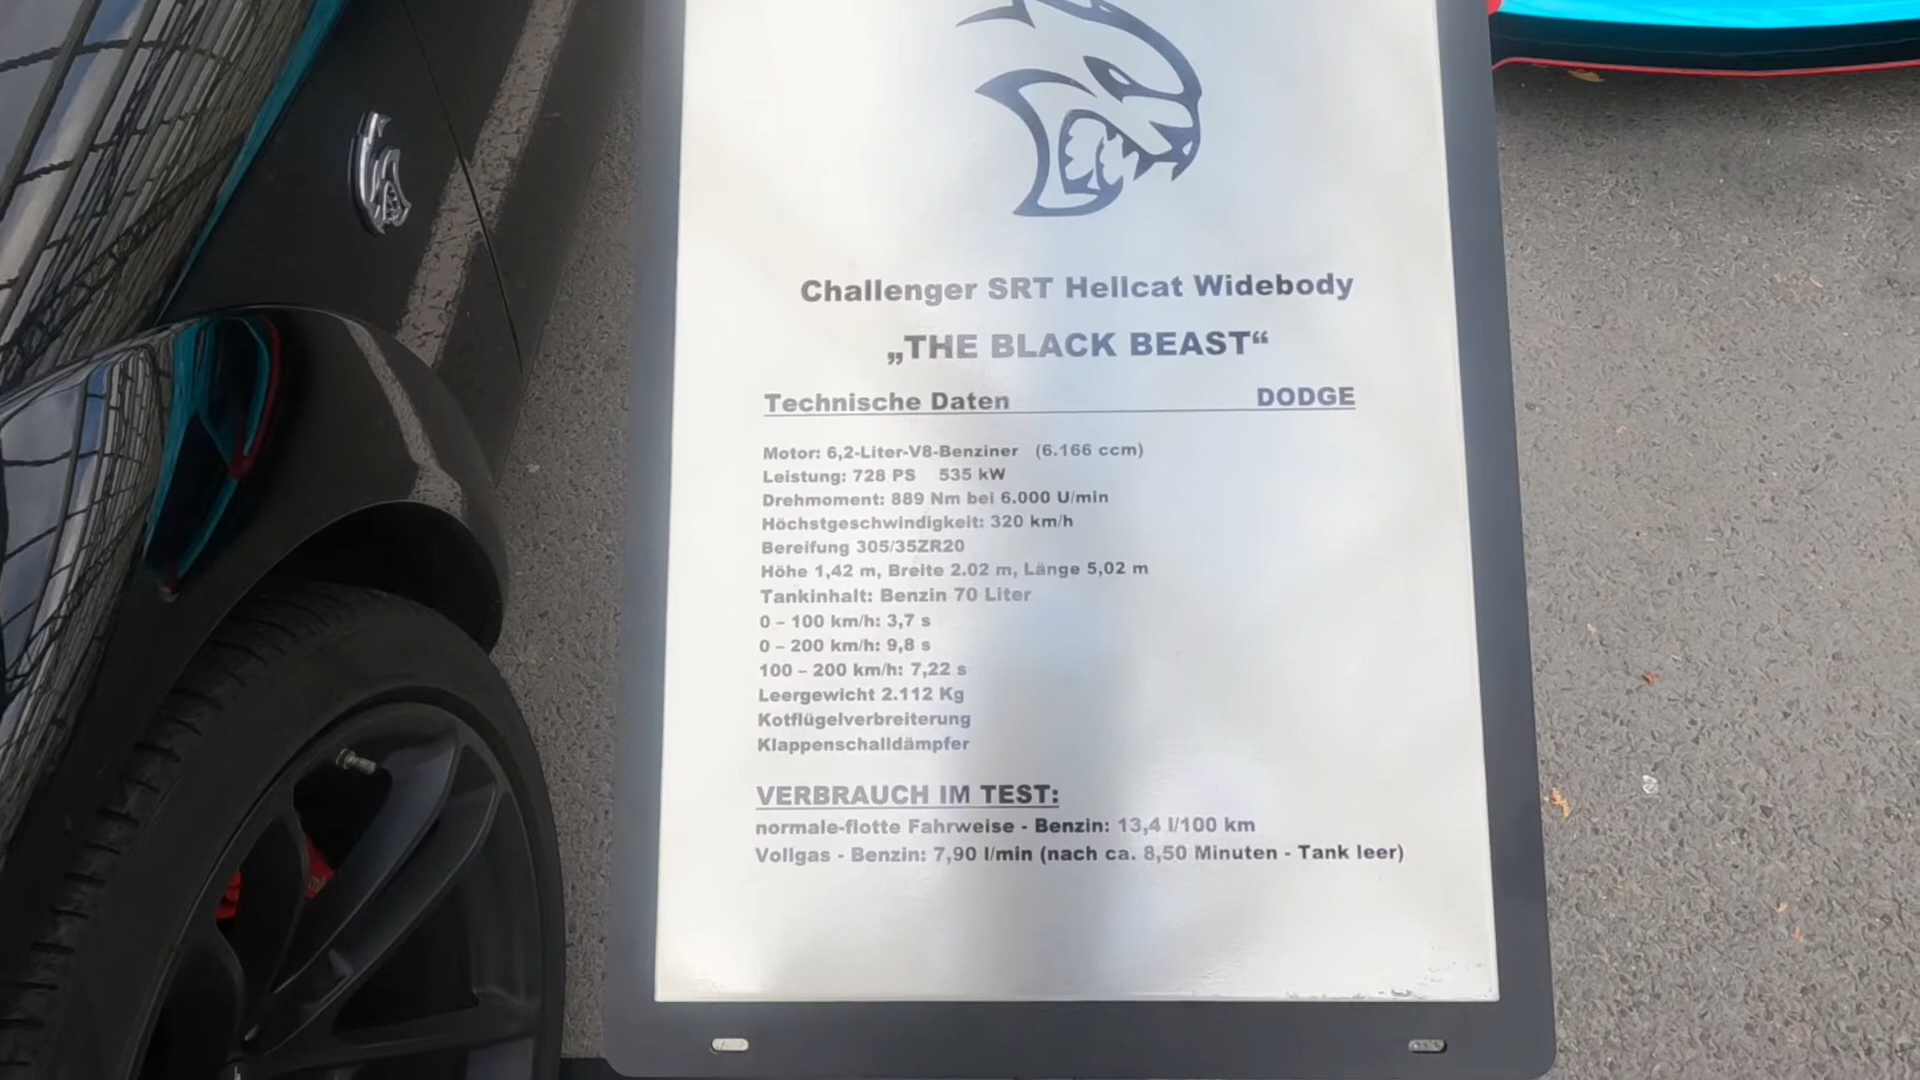 Challenger SRT Hellcat Widebody
„THE BLACK BEAST“
Technische Daten DODGE
Motor: 6,2-Liter-V8-Benziner (6.166 ccm)
Leistung: 728 PS 535 kW
Drehmoment: 889 Nm bei 6.000 U/min
Höchstgeschwindigkeit: 320 km/h
Bereifung 305/35ZR20
Höhe 1,42 m, Breite 2.02 m, Länge 5,02 m
Tankinhalt: Benzin 70 Liter
0 – 100 km/h: 3,7 s
0 – 200 km/h: 9,8 s
100 – 200 km/h: 7,22 s
Leergewicht 2.112 Kg
Kotflügelverbreiterung
Klappenschalldämpfer
VERBRAUCH IM TEST:
normale-flotte Fahrweise - Benzin: 13,4 l/100 km
Vollgas - Benzin: 7,90 l/min (nach ca. 8,50 Minuten - Tank leer)